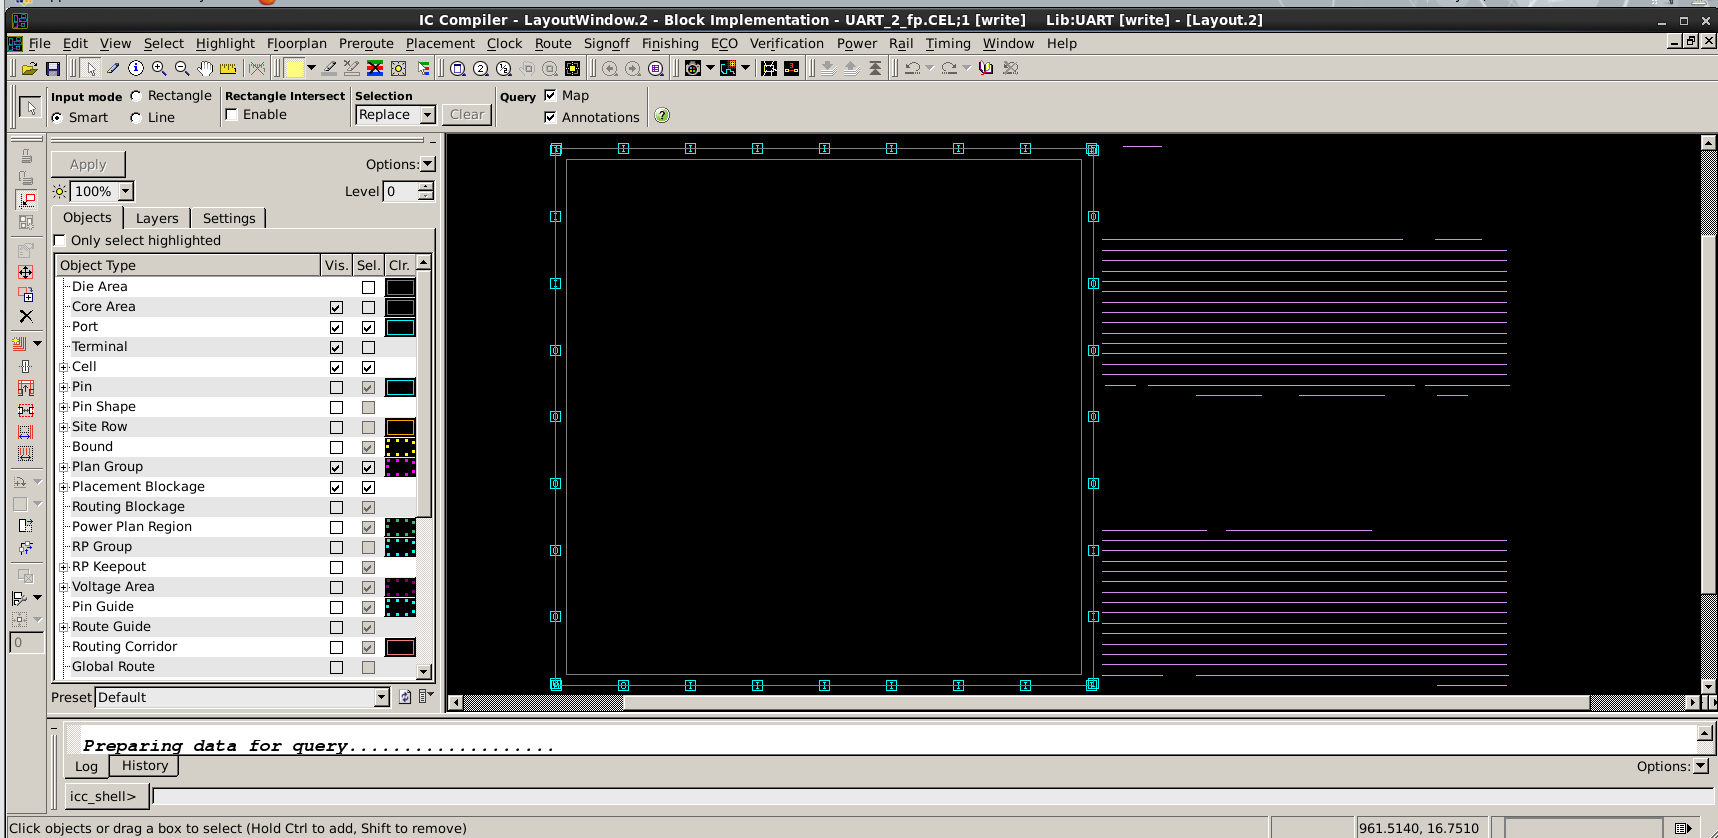 IC Compiler - LayoutWindow.2 - Block Implementation - UART_2_fp.CEL;1 [write]    Lib:UART [write] - [Layout.2]
File Edit View Select Highlight Floorplan Preroute Placement Clock Route Signoff Finishing ECO Verification Power Rail Timing Window Help
Input mode Rectangle Rectangle Intersect Selection Query Map
Smart Line Enable Replace Clear Annotations
Apply Options:
100% Level 0
Objects Layers Settings
Only select highlighted
Object Type Vis. Sel. Clr.
Die Area
Core Area
Port
Terminal
Cell
Pin
Pin Shape
Site Row
Bound
Plan Group
Placement Blockage
Routing Blockage
Power Plan Region
RP Group
RP Keepout
Voltage Area
Pin Guide
Route Guide
Routing Corridor
0
Global Route
Preset Default
Preparing data for query...................
Log History Options:
icc_shell>
Click objects or drag a box to select (Hold Ctrl to add, Shift to remove) 961.5140, 16.7510